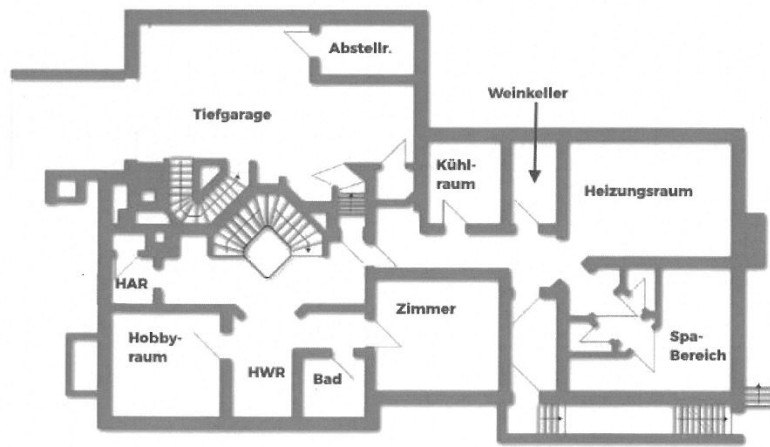 Abstellr.
Weinkeller
Tiefgarage
Kühl-
raum
Heizungsraum
HAR
Zimmer
Hobby-
raum
HWR
Bad
Spa-
Bereich